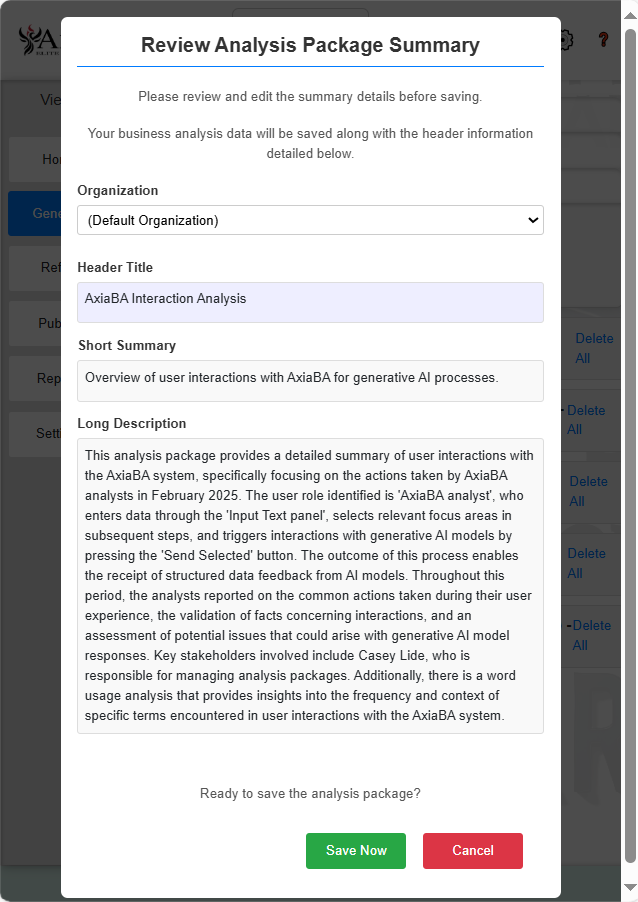 Review Analysis Package Summary
Please review and edit the summary details before saving.
Your business analysis data will be saved along with the header information
detailed below.
Organization
(Default Organization)
Header Title
AxiaBA Interaction Analysis
Short Summary
Overview of user interactions with AxiaBA for generative AI processes.
Long Description
This analysis package provides a detailed summary of user interactions with
the AxiaBA system, specifically focusing on the actions taken by AxiaBA
analysts in February 2025. The user role identified is 'AxiaBA analyst', who
enters data through the 'Input Text panel', selects relevant focus areas in
subsequent steps, and triggers interactions with generative AI models by
pressing the 'Send Selected' button. The outcome of this process enables
the receipt of structured data feedback from AI models. Throughout this
period, the analysts reported on the common actions taken during their user
experience, the validation of facts concerning interactions, and an
assessment of potential issues that could arise with generative AI model
responses. Key stakeholders involved include Casey Lide, who is
responsible for managing analysis packages. Additionally, there is a word
usage analysis that provides insights into the frequency and context of
specific terms encountered in user interactions with the AxiaBA system.
Ready to save the analysis package?
Save Now
Cancel
Delete
All
Delete
All
Delete
All
Delete
All
-Delete
All